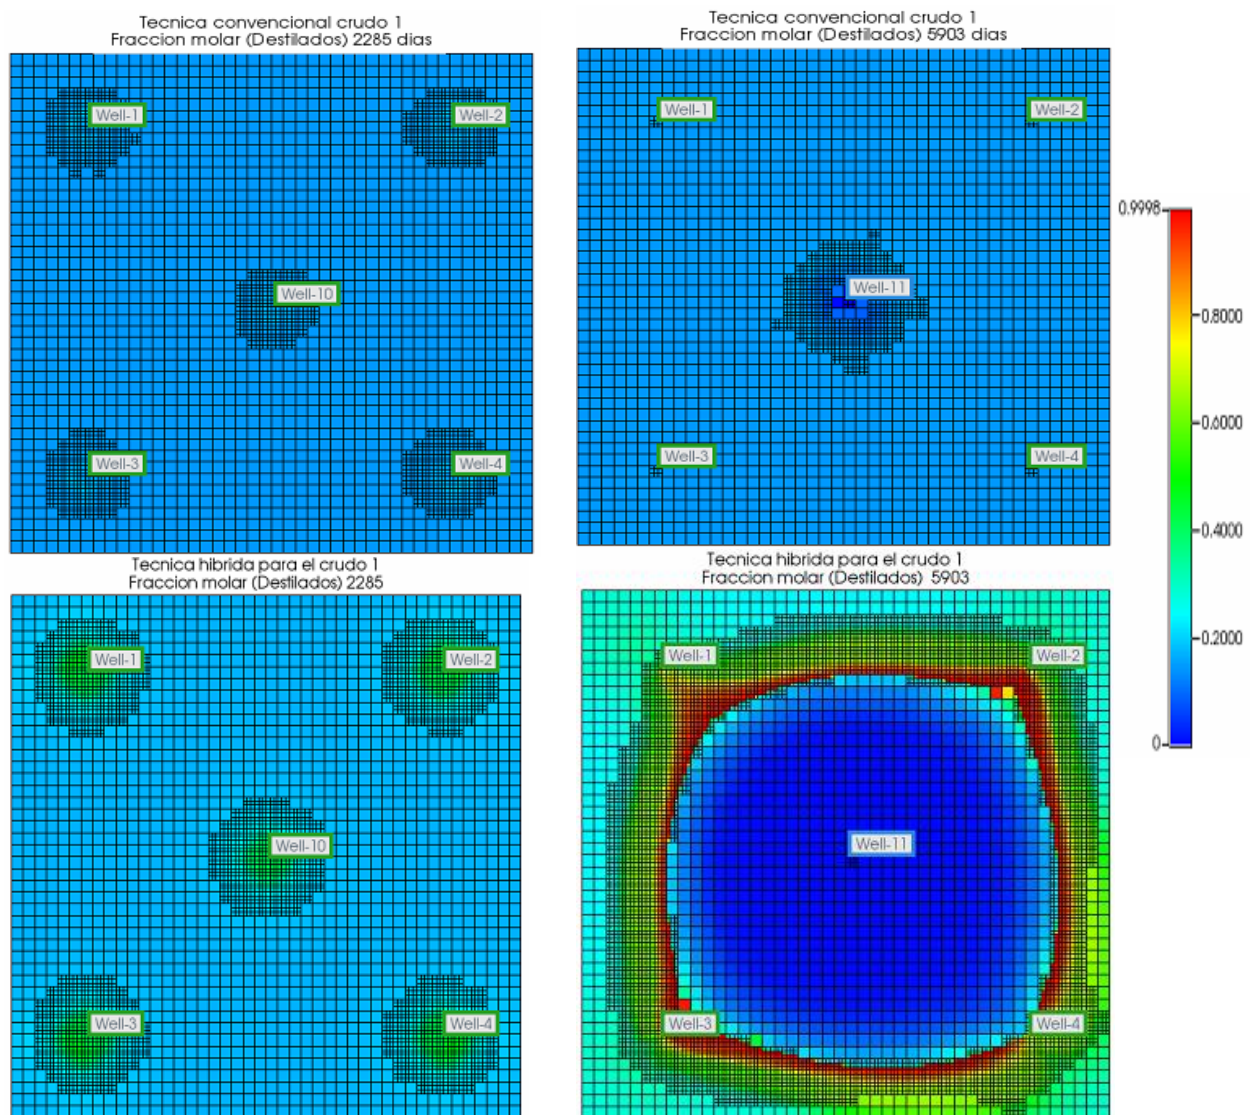 Tecnica convencional crudo 1
Fraccion molar (Destilados) 2285 dias
Well-1
Well-2
Well-10
Well-3
Well-4
Tecnica convencional crudo 1
Fraccion molar (Destilados) 5903 dias
Well-1
Well-2
Well-11
Well-3
Well-4
0.9998
0.8000
0.6000
0.4000
0.2000
0
Tecnica hibrida para el crudo 1
Fraccion molar (Destilados) 2285
Well-1
Well-2
Well-10
Well-3
Well-4
Tecnica hibrida para el crudo 1
Fraccion molar (Destilados) 5903
Well-1
Well-2
Well-11
Well-3
Well-4